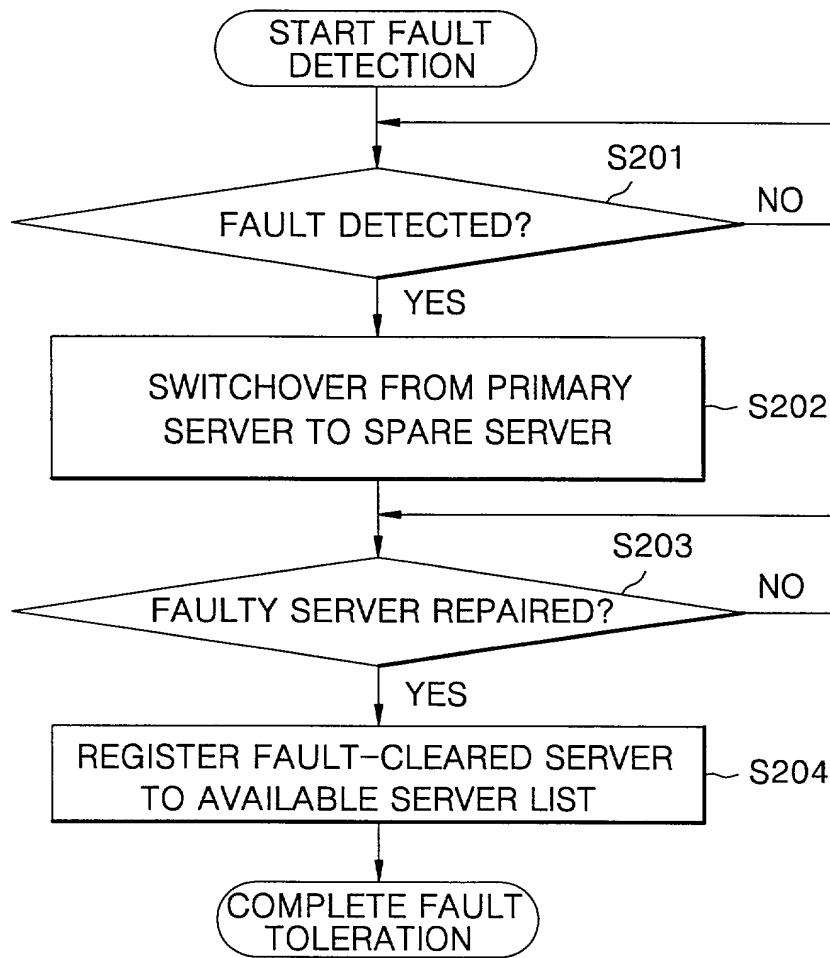 START FAULT
DETECTION
S201
FAULT DETECTED?
NO
YES
SWITCHOVER FROM PRIMARY
SERVER TO SPARE SERVER
S202
S203
FAULTY SERVER REPAIRED?
NO
YES
REGISTER FAULT-CLEARED SERVER
TO AVAILABLE SERVER LIST
S204
COMPLETE FAULT
TOLERATION